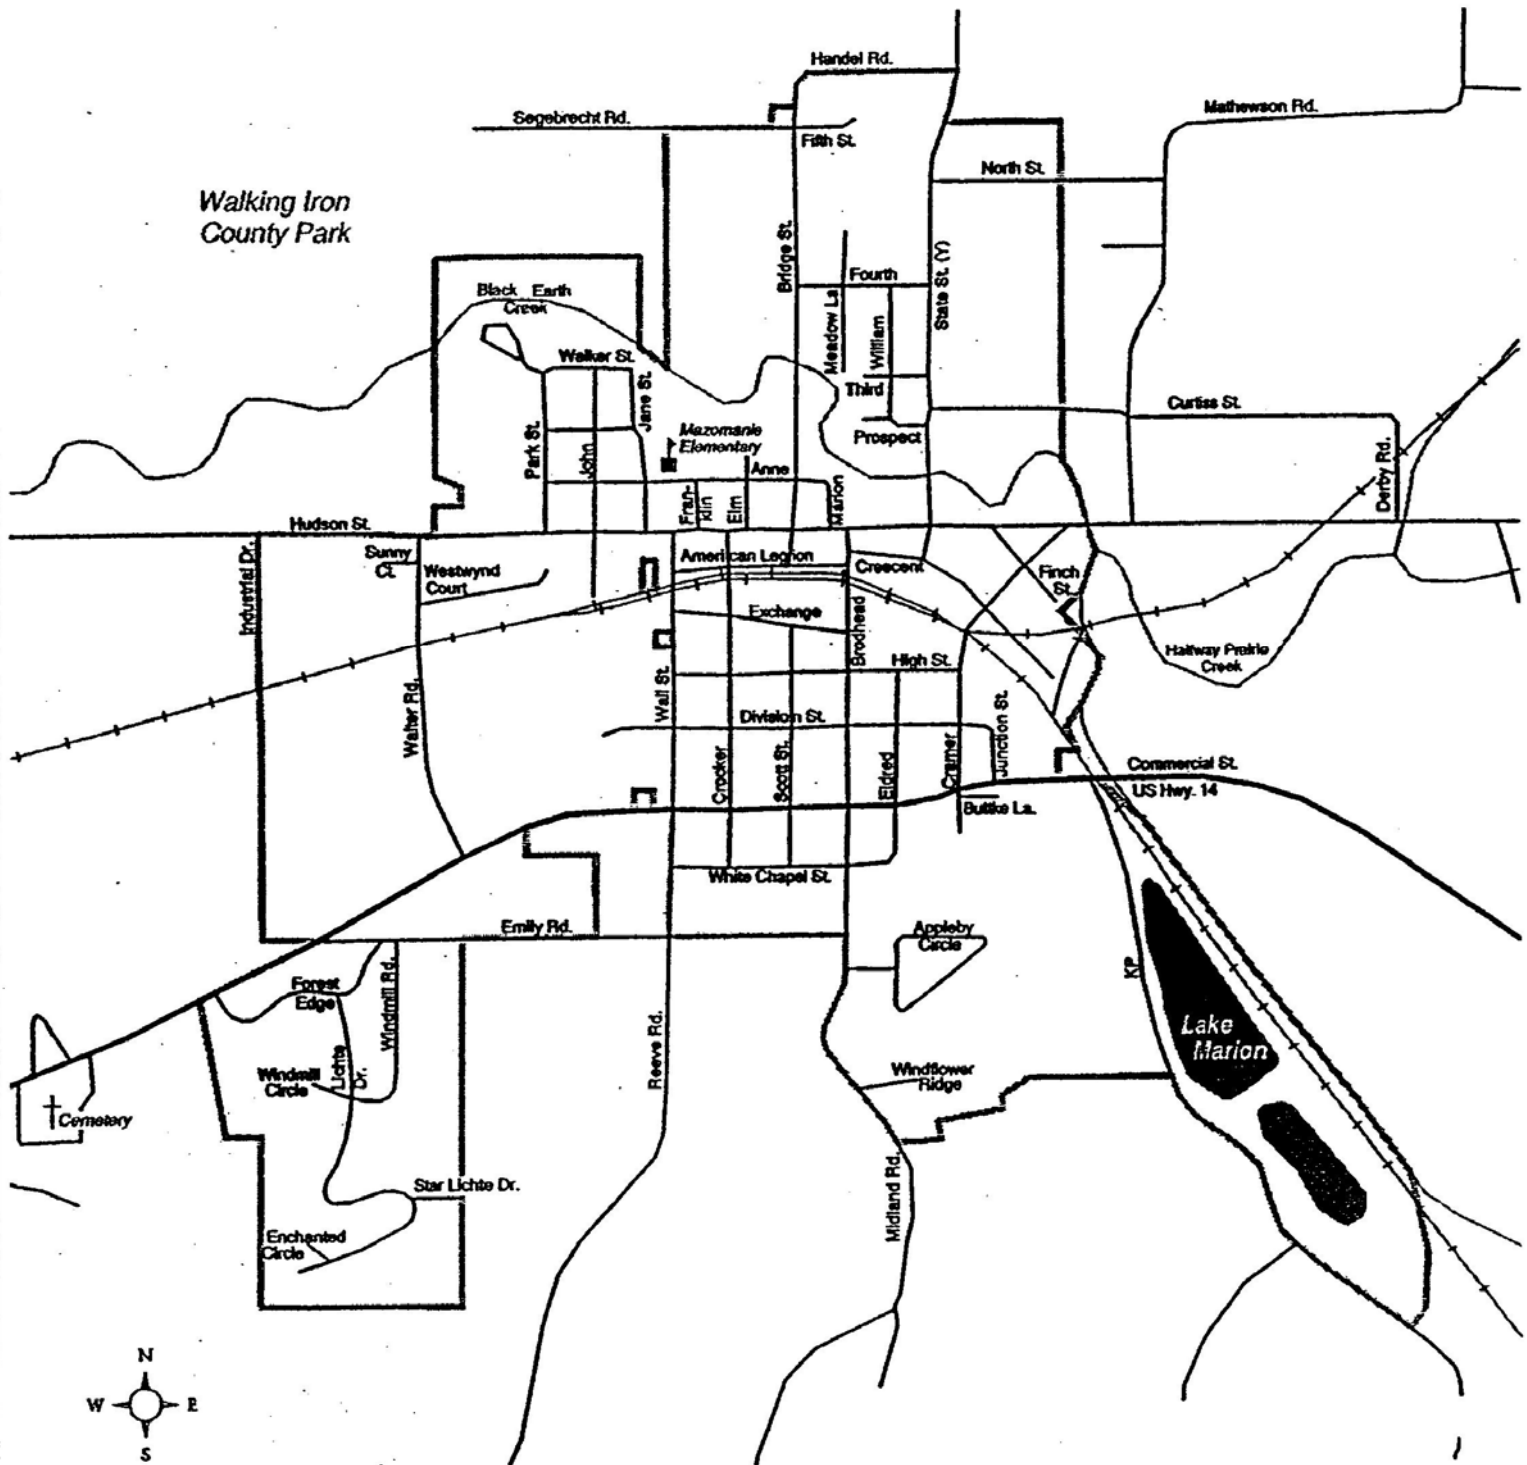 Handel Rd.
Segebrecht Rd.
Fifth St.
Mathewson Rd.
North St.
Walking Iron
County Park
Bridge St.
State St. (Y)
Fourth
Meadow La
William
Black Earth
Creek
Walker St.
Jane St.
Third
Prospect
Curtiss St.
Derby Rd.
Park St.
John
Mazomanie
Elementary
Anne
Fran-
klin
Elm
Marion
Hudson St.
Industrial Dr.
Sunny
Ct.
Westwynd
Court
American Legion
Crescent
Finch
St.
Exchange
Brodhead
High St.
Halfway Prairie
Creek
Walter Rd.
Wall St.
Division St.
Junction St.
Crocker
Scott St.
Eldred
Cramer
Commercial St.
US Hwy. 14
Buttke La.
White Chapel St.
Emily Rd.
Appleby
Circle
KP
Forest
Edge
Windmill Rd.
Lichte
Dr.
Windmill
Circle
Reeve Rd.
Lake
Marion
Windflower
Ridge
Cemetery
Midland Rd.
Star Lichte Dr.
Enchanted
Circle
N
W E
S